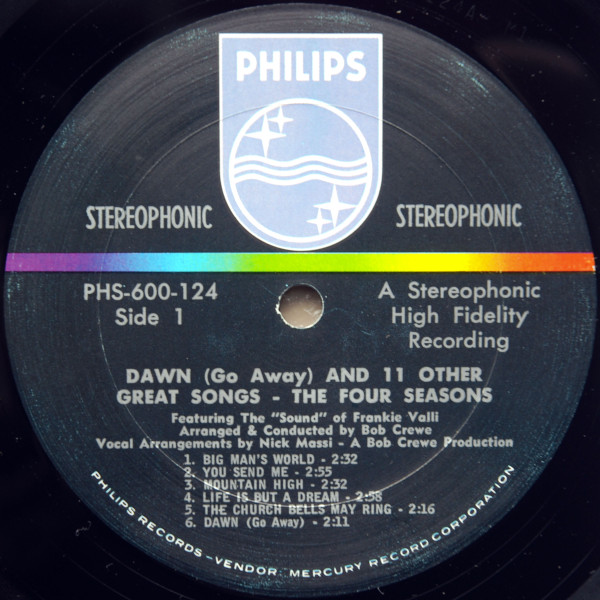 PHILIPS
STEREOPHONIC
STEREOPHONIC
PHS-600-124
Side 1
A Stereophonic
High Fidelity
Recording
DAWN (Go Away) AND 11 OTHER
GREAT SONGS - THE FOUR SEASONS
Featuring The "Sound" of Frankie Valli
Arranged & Conducted by Bob Crewe
Vocal Arrangements by Nick Massi - A Bob Crewe Production
1. BIG MAN'S WORLD - 2:32
2. YOU SEND ME - 2:55
3. MOUNTAIN HIGH - 2:32
4. LIFE IS BUT A DREAM - 2:58
5. THE CHURCH BELLS MAY RING - 2:16
6. DAWN (Go Away) - 2:11
PHILIPS RECORDS -VENDOR: MERCURY RECORD CORPORATION